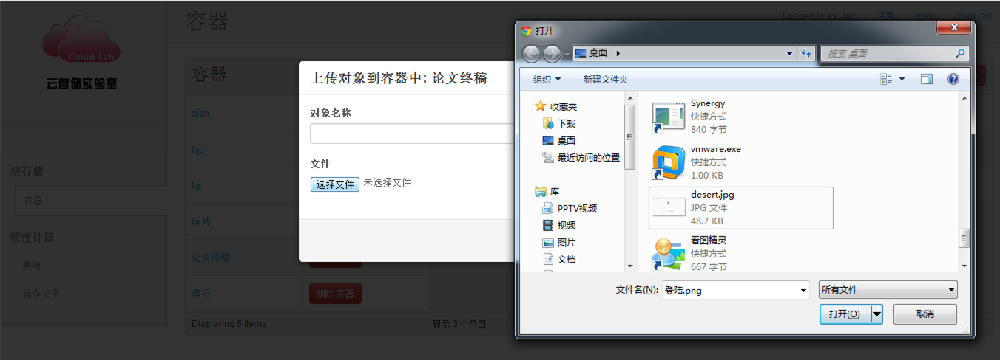 Cloud Lab
云存储实验室
块存储
容器
管理计算
费用
操作记录
容器
Logged in as: lqc
设置
Help
Sign Out
容器
alan
lqc
lql
照片
论文终稿
音乐
删除 容器
Displaying 6 items
显示 3 个条目
上传对象到容器中: 论文终稿
对象名称
文件
选择文件 未选择文件
打开
桌面
搜索 桌面
组织
新建文件夹
收藏夹
下载
桌面
最近访问的位置
库
PPTV视频
视频
图片
文档
Synergy
快捷方式
840 字节
vmware.exe
快捷方式
1.00 KB
desert.jpg
JPG 文件
48.7 KB
看图精灵
快捷方式
667 字节
文件名(N): 登陆.png
所有文件
打开(O)
取消